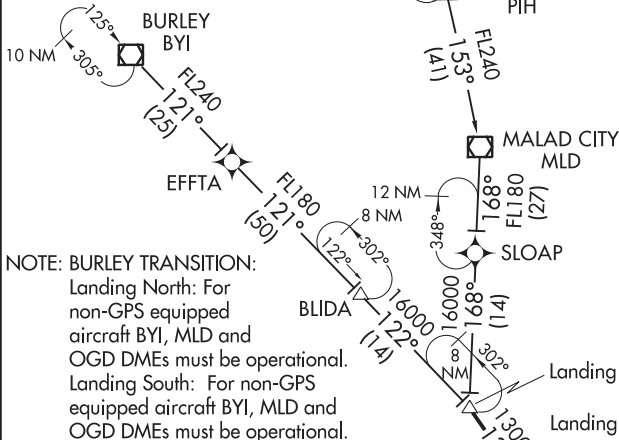 PIH
BURLEY
BYI
125°
305°
10 NM
FL240
121°
(25)
FL240
153°
(41)
MALAD CITY
MLD
EFFTA
FL180
121°
(50)
12 NM
348°
168°
FL180
(27)
SLOAP
8 NM
302°
122°
BLIDA
16000
122°
(14)
16000
168°
(14)
8
NM
302°
Landing
Landing
NOTE: BURLEY TRANSITION:
Landing North: For
non-GPS equipped
aircraft BYI, MLD and
OGD DMEs must be operational.
Landing South: For non-GPS
equipped aircraft BYI, MLD and
OGD DMEs must be operational.